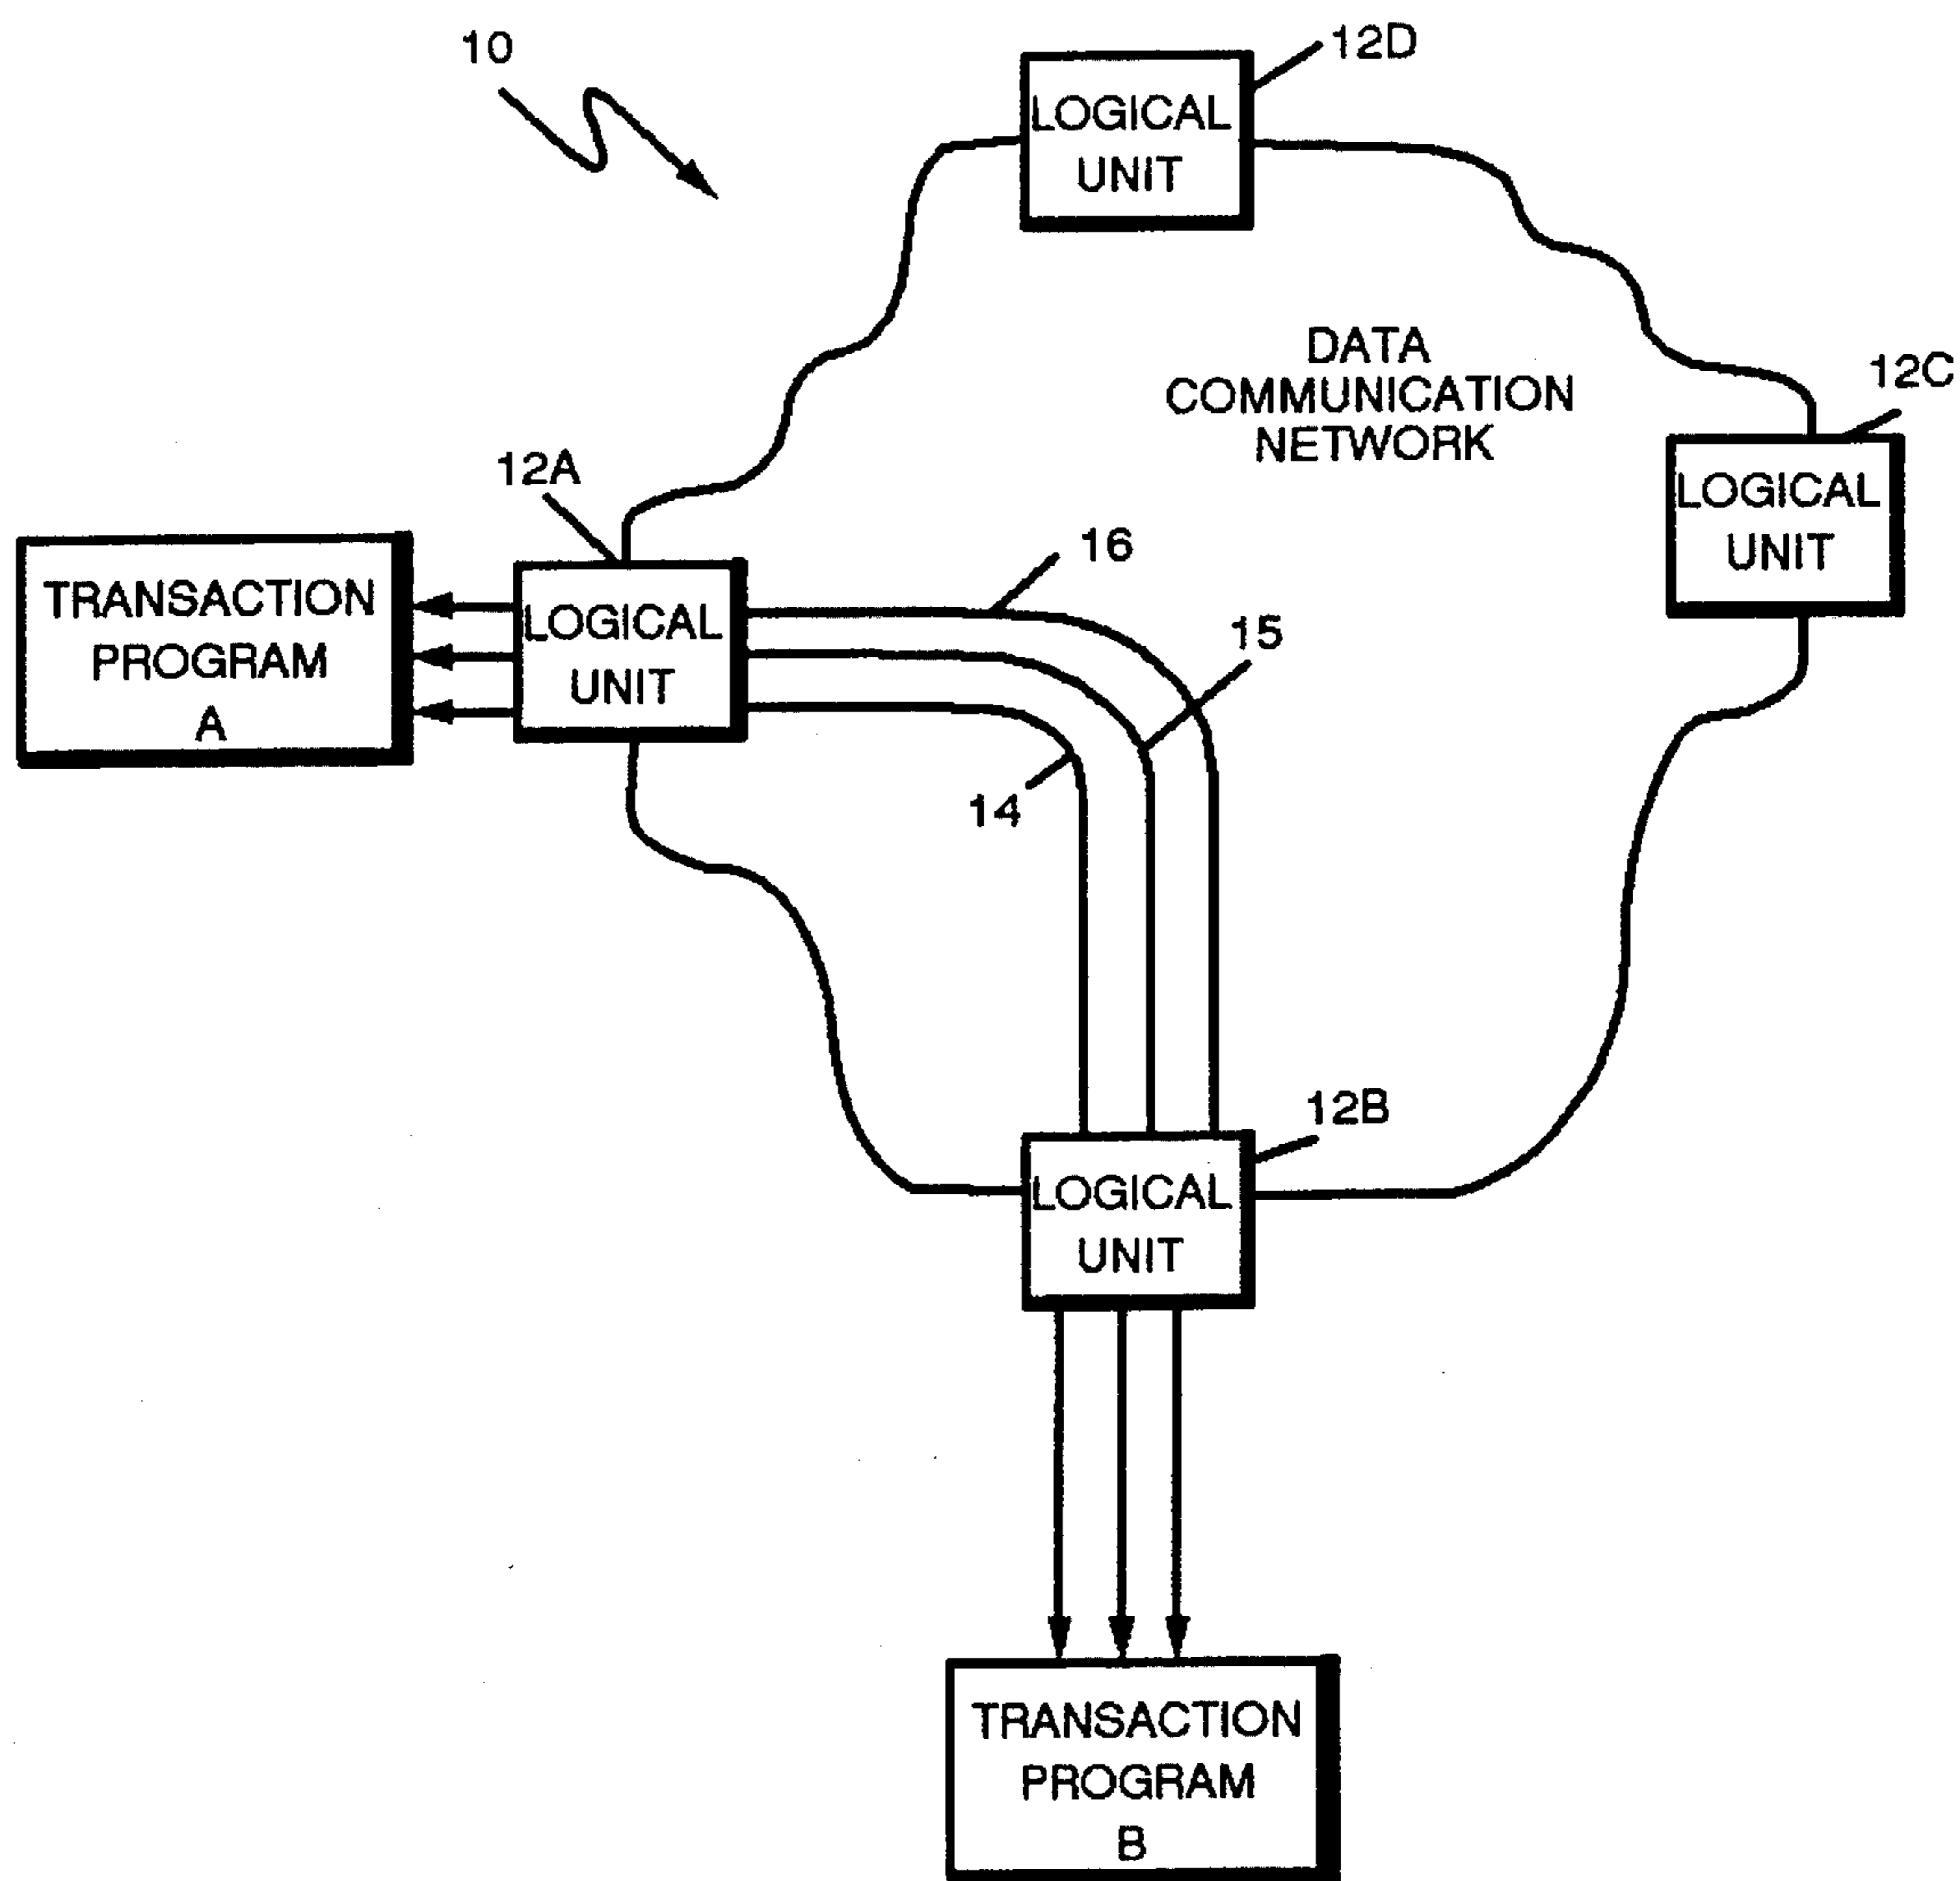 10
12D
LOGICAL
UNIT
DATA
COMMUNICATION
NETWORK
12C
LOGICAL
UNIT
12A
TRANSACTION
PROGRAM
A
LOGICAL
UNIT
16
15
14
12B
LOGICAL
UNIT
TRANSACTION
PROGRAM
B